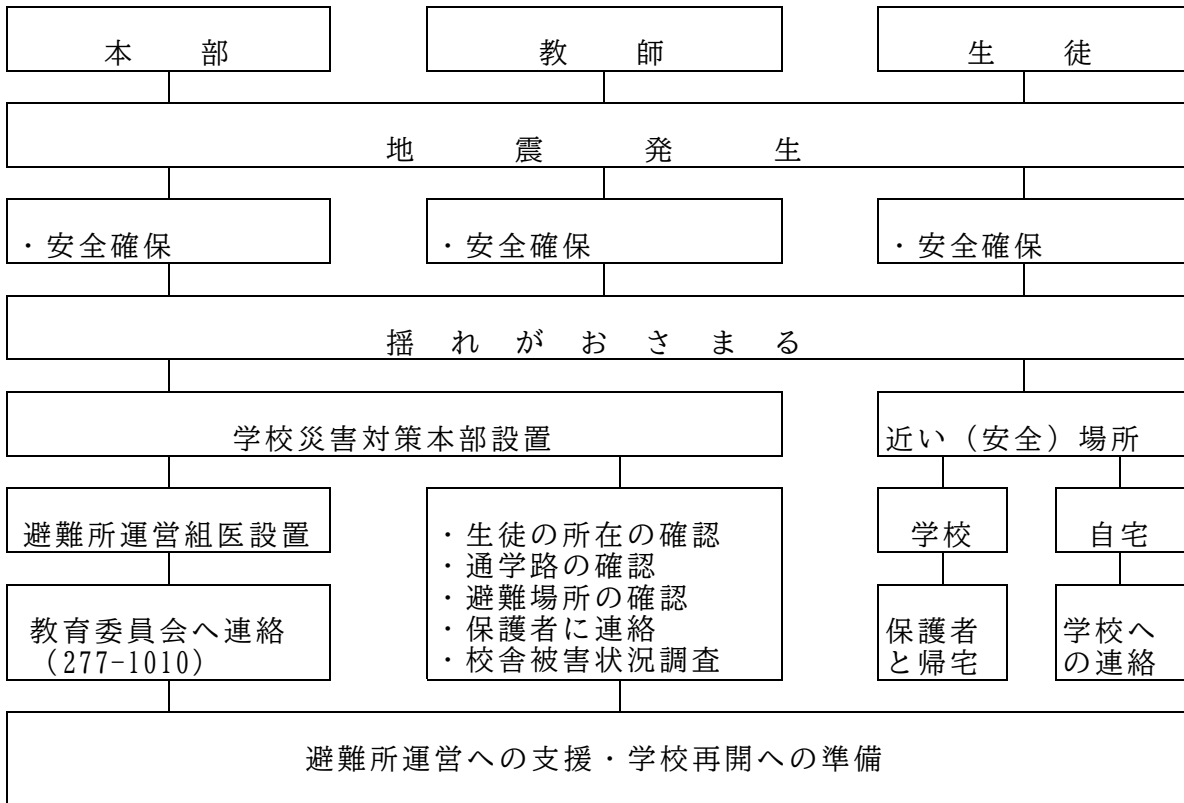 本 部
教 師
生 徒
地 震 発 生
・安全確保
・安全確保
・安全確保
揺 れ が お さ ま る
学校災害対策本部設置
近い（安全）場所
避難所運営組医設置
・生徒の所在の確認
・通学路の確認
・避難場所の確認
・保護者に連絡
・校舎被害状況調査
学校
自宅
教育委員会へ連絡
（277-1010）
保護者
と帰宅
学校へ
の連絡
避難所運営への支援・学校再開への準備